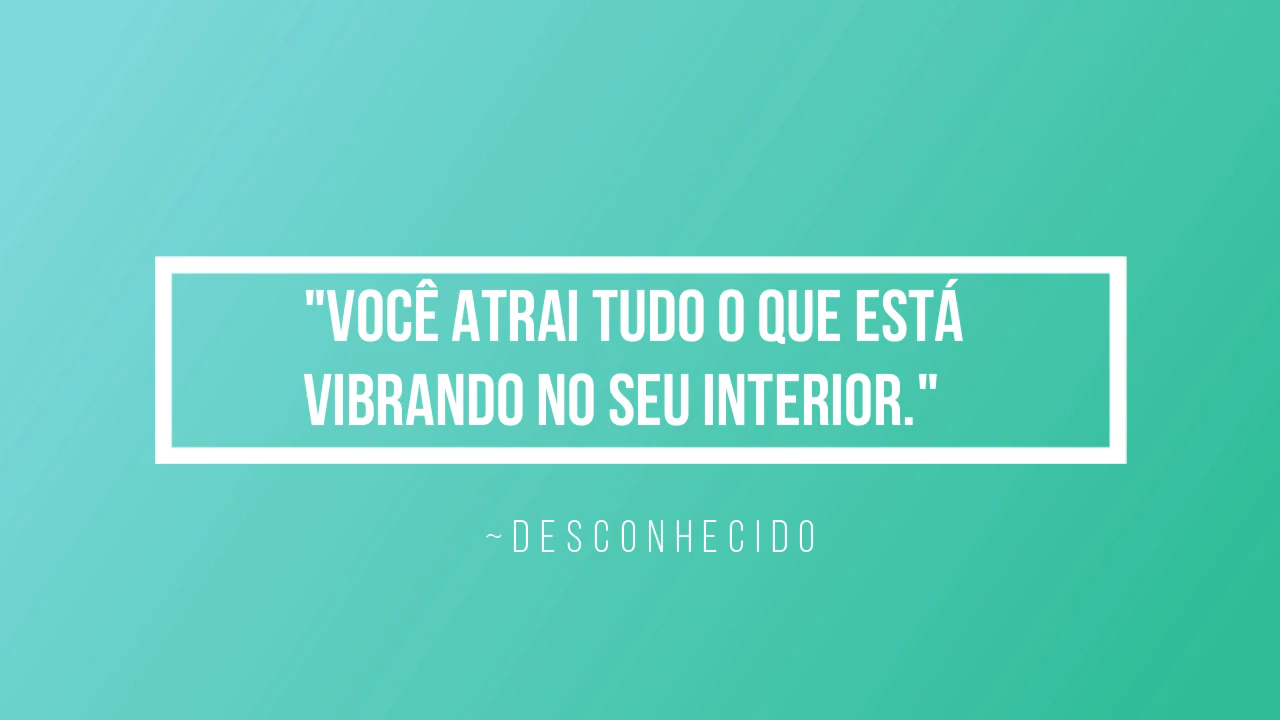 "VOCÊ ATRAI TUDO O QUE ESTÁ
VIBRANDO NO SEU INTERIOR."
~DESCONHECIDO